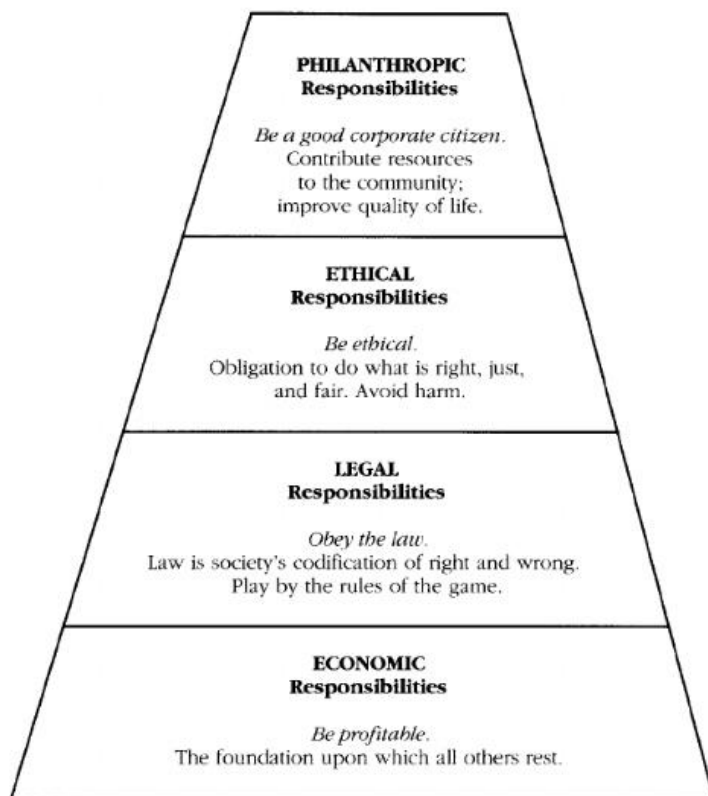 PHILANTHROPIC
Responsibilities
Be a good corporate citizen.
Contribute resources
to the community;
improve quality of life.
ETHICAL
Responsibilities
Be ethical.
Obligation to do what is right, just,
and fair. Avoid harm.
LEGAL
Responsibilities
Obey the law.
Law is society's codification of right and wrong.
Play by the rules of the game.
ECONOMIC
Responsibilities
Be profitable.
The foundation upon which all others rest.